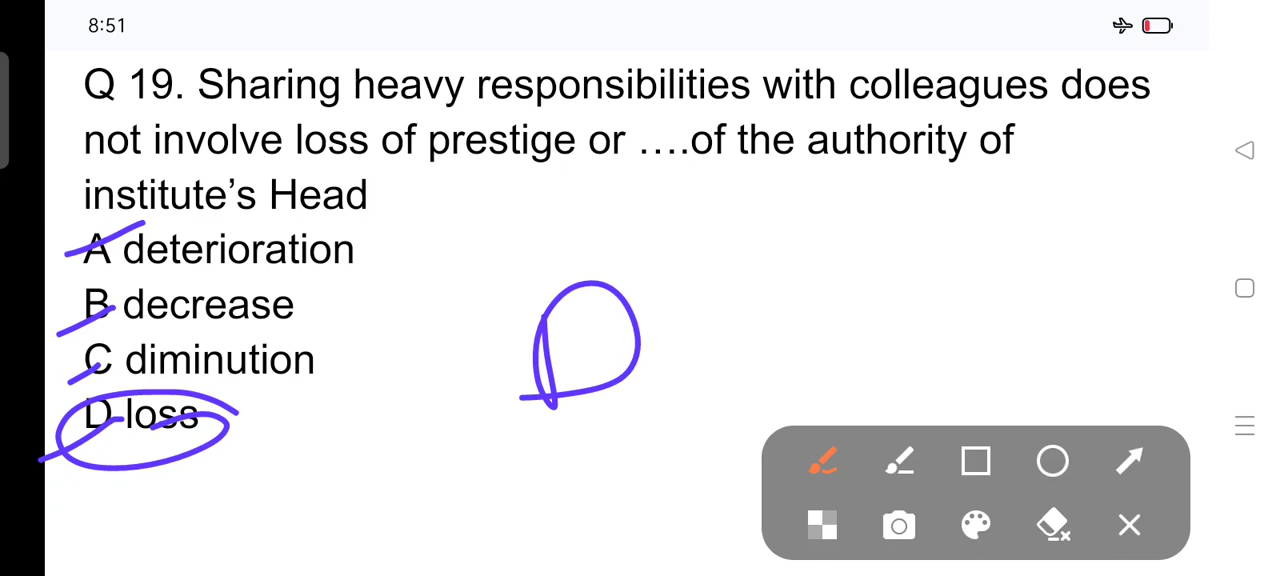 8:51
Q 19. Sharing heavy responsibilities with colleagues does
not involve loss of prestige or ....of the authority of
institute’s Head
A deterioration
B decrease
C diminution
D loss
D